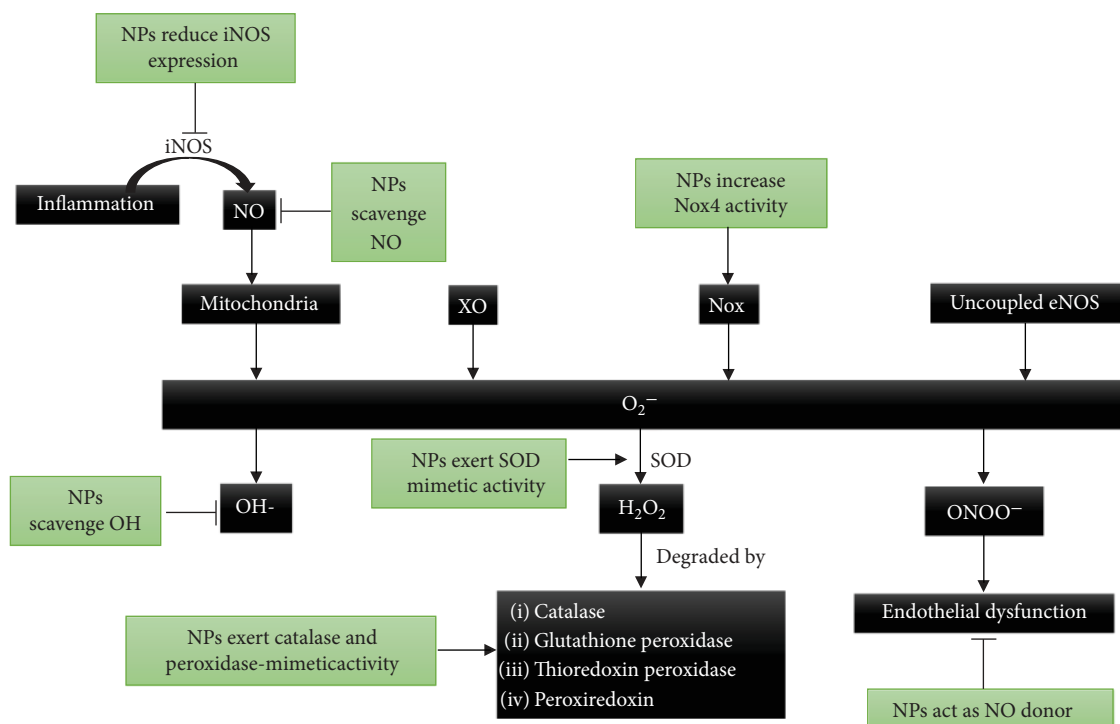 NPs reduce iNOS
expression
iNOS
Inflammation
NO
NPs
scavenge
NO
NPs increase
Nox4 activity
Mitochondria
XO
Nox
Uncoupled eNOS
O₂⁻
NPs exert SOD
mimetic activity
SOD
NPs
scavenge OH
OH-
H₂O₂
ONOO⁻
Degraded by
(i) Catalase
(ii) Glutathione peroxidase
(iii) Thioredoxin peroxidase
(iv) Peroxiredoxin
NPs exert catalase and
peroxidase-mimeticactivity
Endothelial dysfunction
NPs act as NO donor